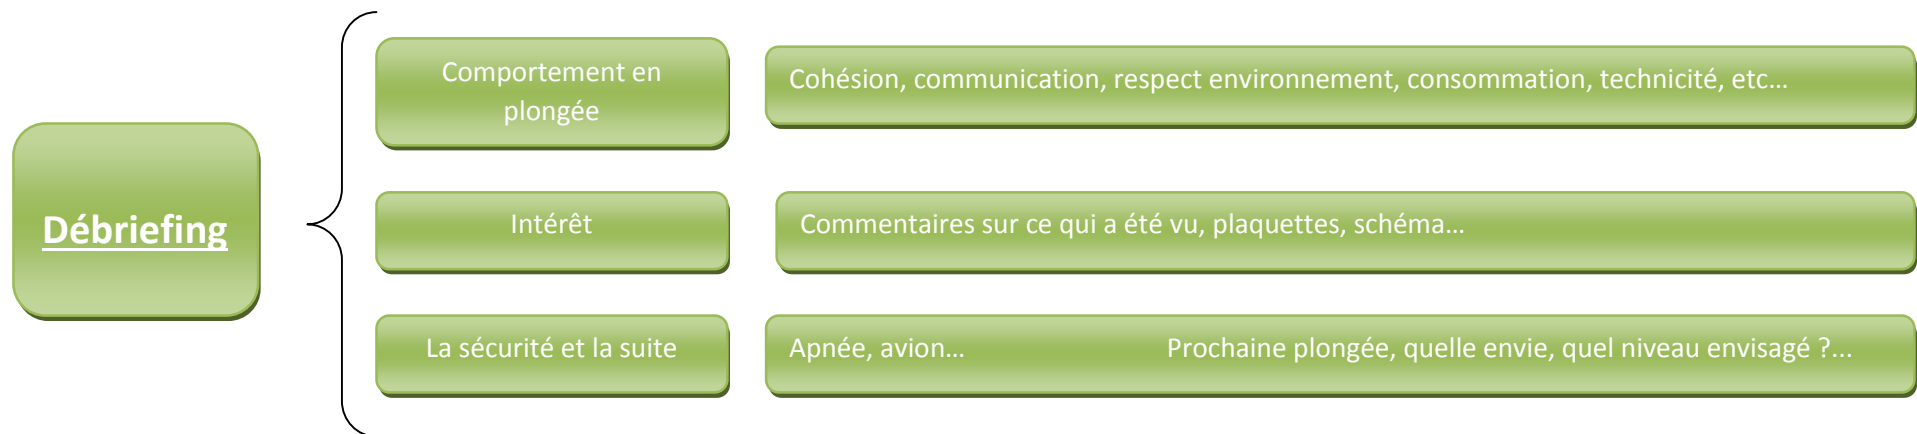 Débriefing
Comportement en
plongée
Cohésion, communication, respect environnement, consommation, technicité, etc…
Intérêt
Commentaires sur ce qui a été vu, plaquettes, schéma…
La sécurité et la suite
Apnée, avion… Prochaine plongée, quelle envie, quel niveau envisagé ?...